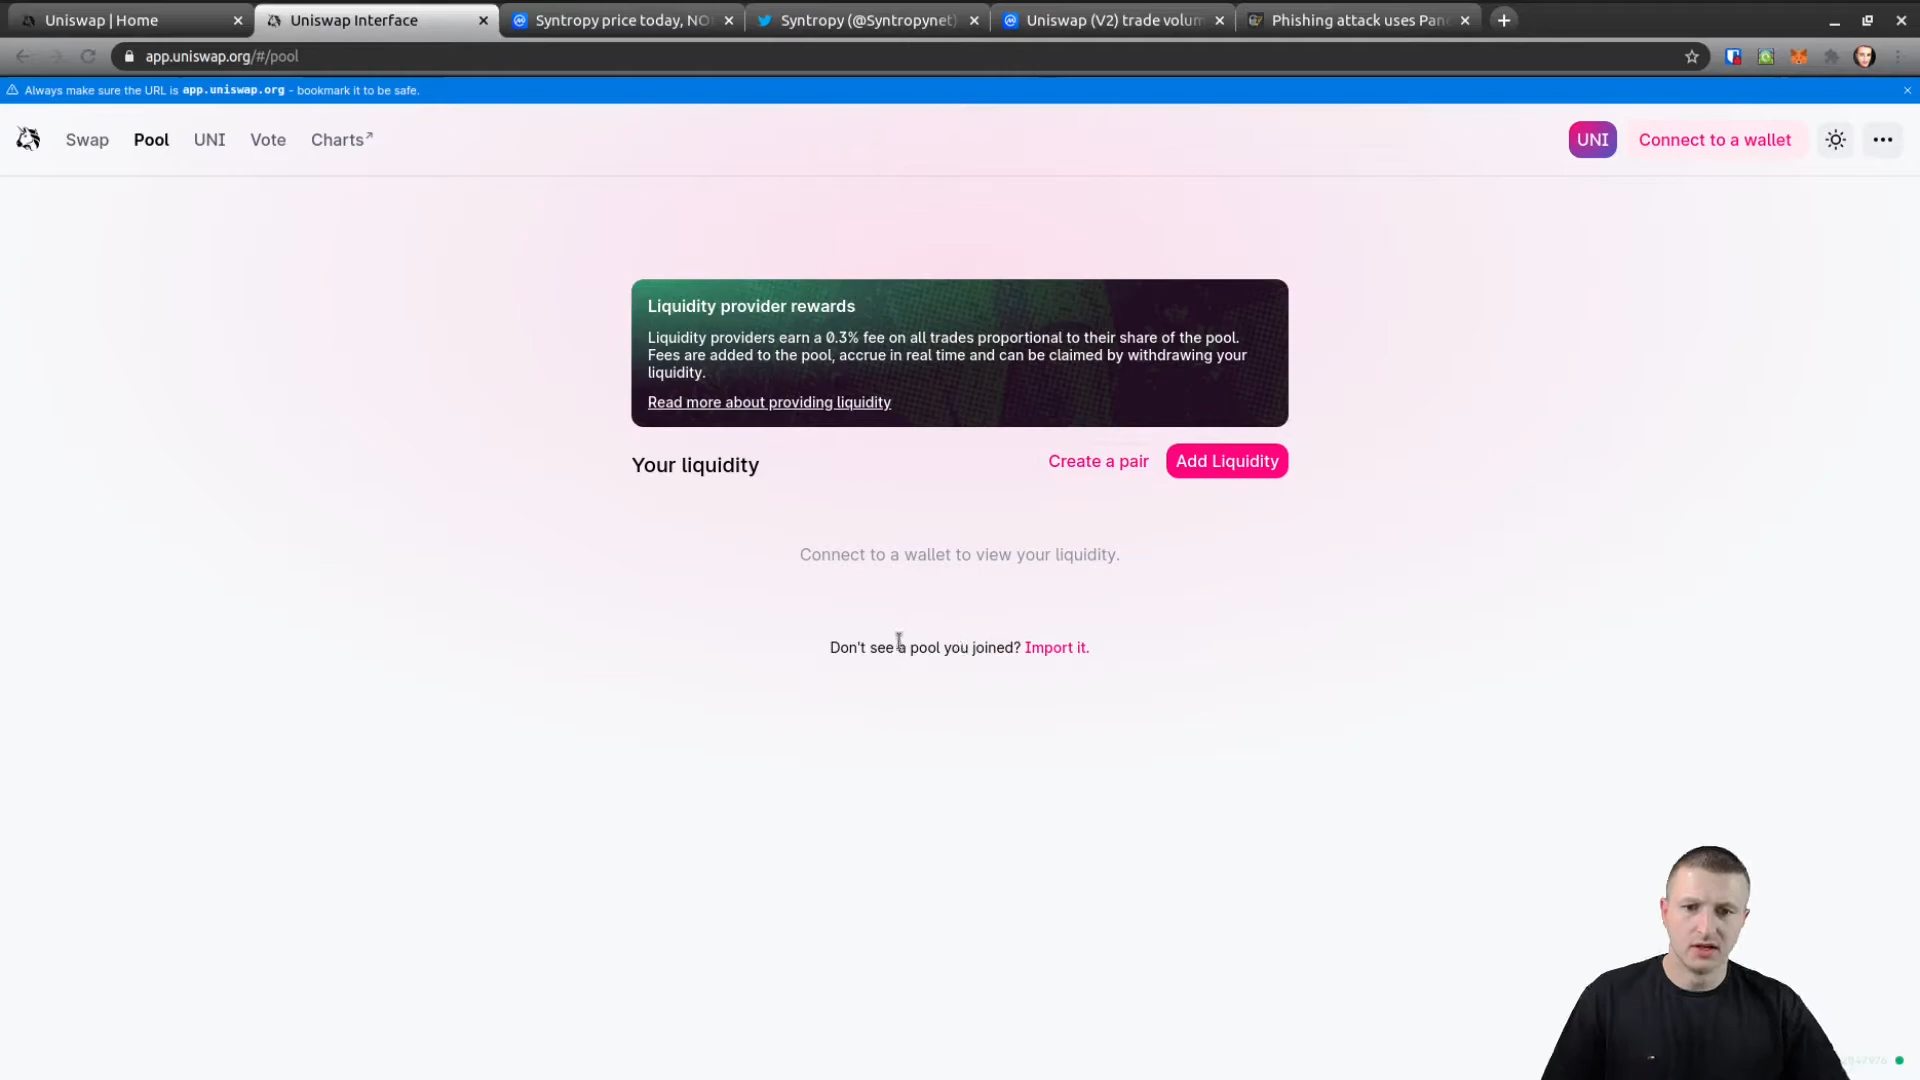 Uniswap | Home
Uniswap Interface
Syntropy price today, NO
Syntropy (@Syntropynet)
Uniswap (V2) trade volum
Phishing attack uses Pan
app.uniswap.org/#/pool
Always make sure the URL is app.uniswap.org - bookmark it to be safe.
Swap
Pool
UNI
Vote
Charts↗
UNI
Connect to a wallet
Liquidity provider rewards
Liquidity providers earn a 0.3% fee on all trades proportional to their share of the pool.
Fees are added to the pool, accrue in real time and can be claimed by withdrawing your
liquidity.
Read more about providing liquidity
Your liquidity
Create a pair
Add Liquidity
Connect to a wallet to view your liquidity.
Don't see a pool you joined? Import it.